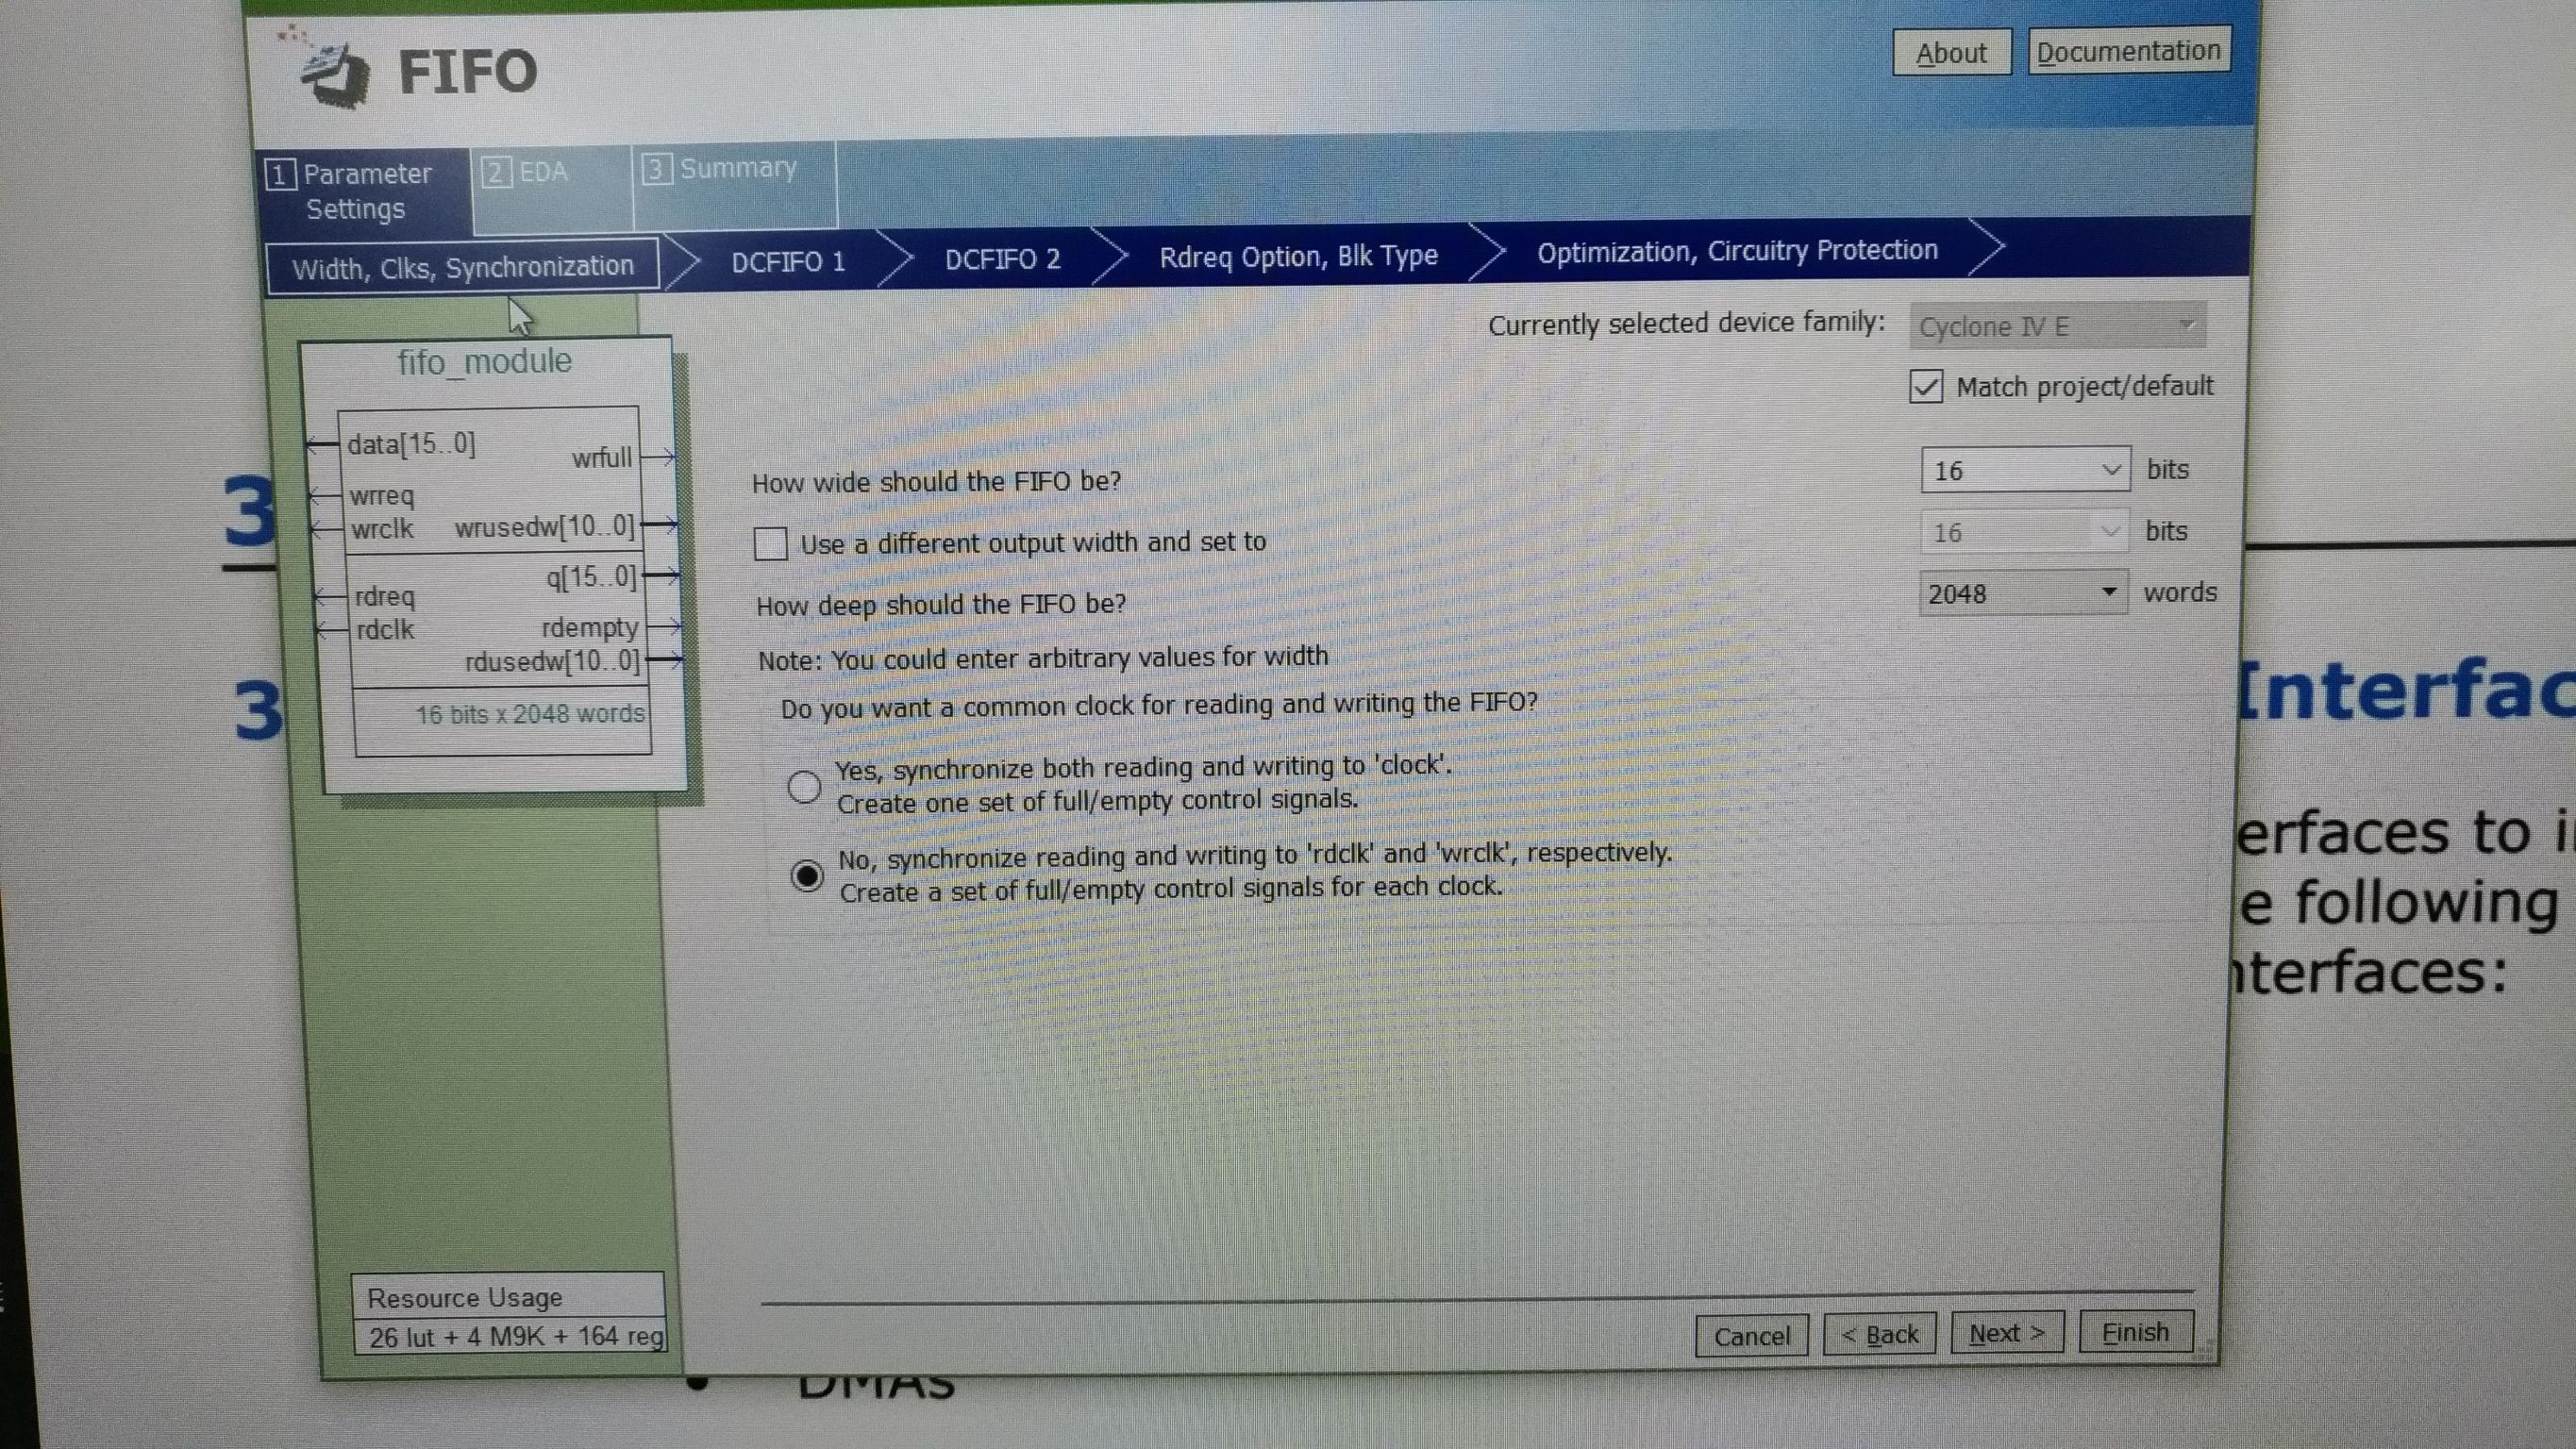 FIFO
About
Documentation
1 Parameter
Settings
2 EDA
3 Summary
Width, Clks, Synchronization
DCFIFO 1
DCFIFO 2
Rdreq Option, Blk Type
Optimization, Circuitry Protection
Currently selected device family:
Cyclone IV E
Match project/default
fifo_module
data[15..0]
wrfull
wrreq
wrclk
wrusedw[10..0]
q[15..0]
rdreq
rdclk
rdempty
rdusedw[10..0]
16 bits x 2048 words
How wide should the FIFO be?
16
bits
Use a different output width and set to
16
bits
How deep should the FIFO be?
2048
words
Note: You could enter arbitrary values for width
Do you want a common clock for reading and writing the FIFO?
Yes, synchronize both reading and writing to 'clock'.
Create one set of full/empty control signals.
No, synchronize reading and writing to 'rdclk' and 'wrclk', respectively.
Create a set of full/empty control signals for each clock.
Resource Usage
26 lut + 4 M9K + 164 reg
Cancel
< Back
Next >
Finish
3
3
Interfac
erfaces to i
e following
nterfaces:
• DMAs